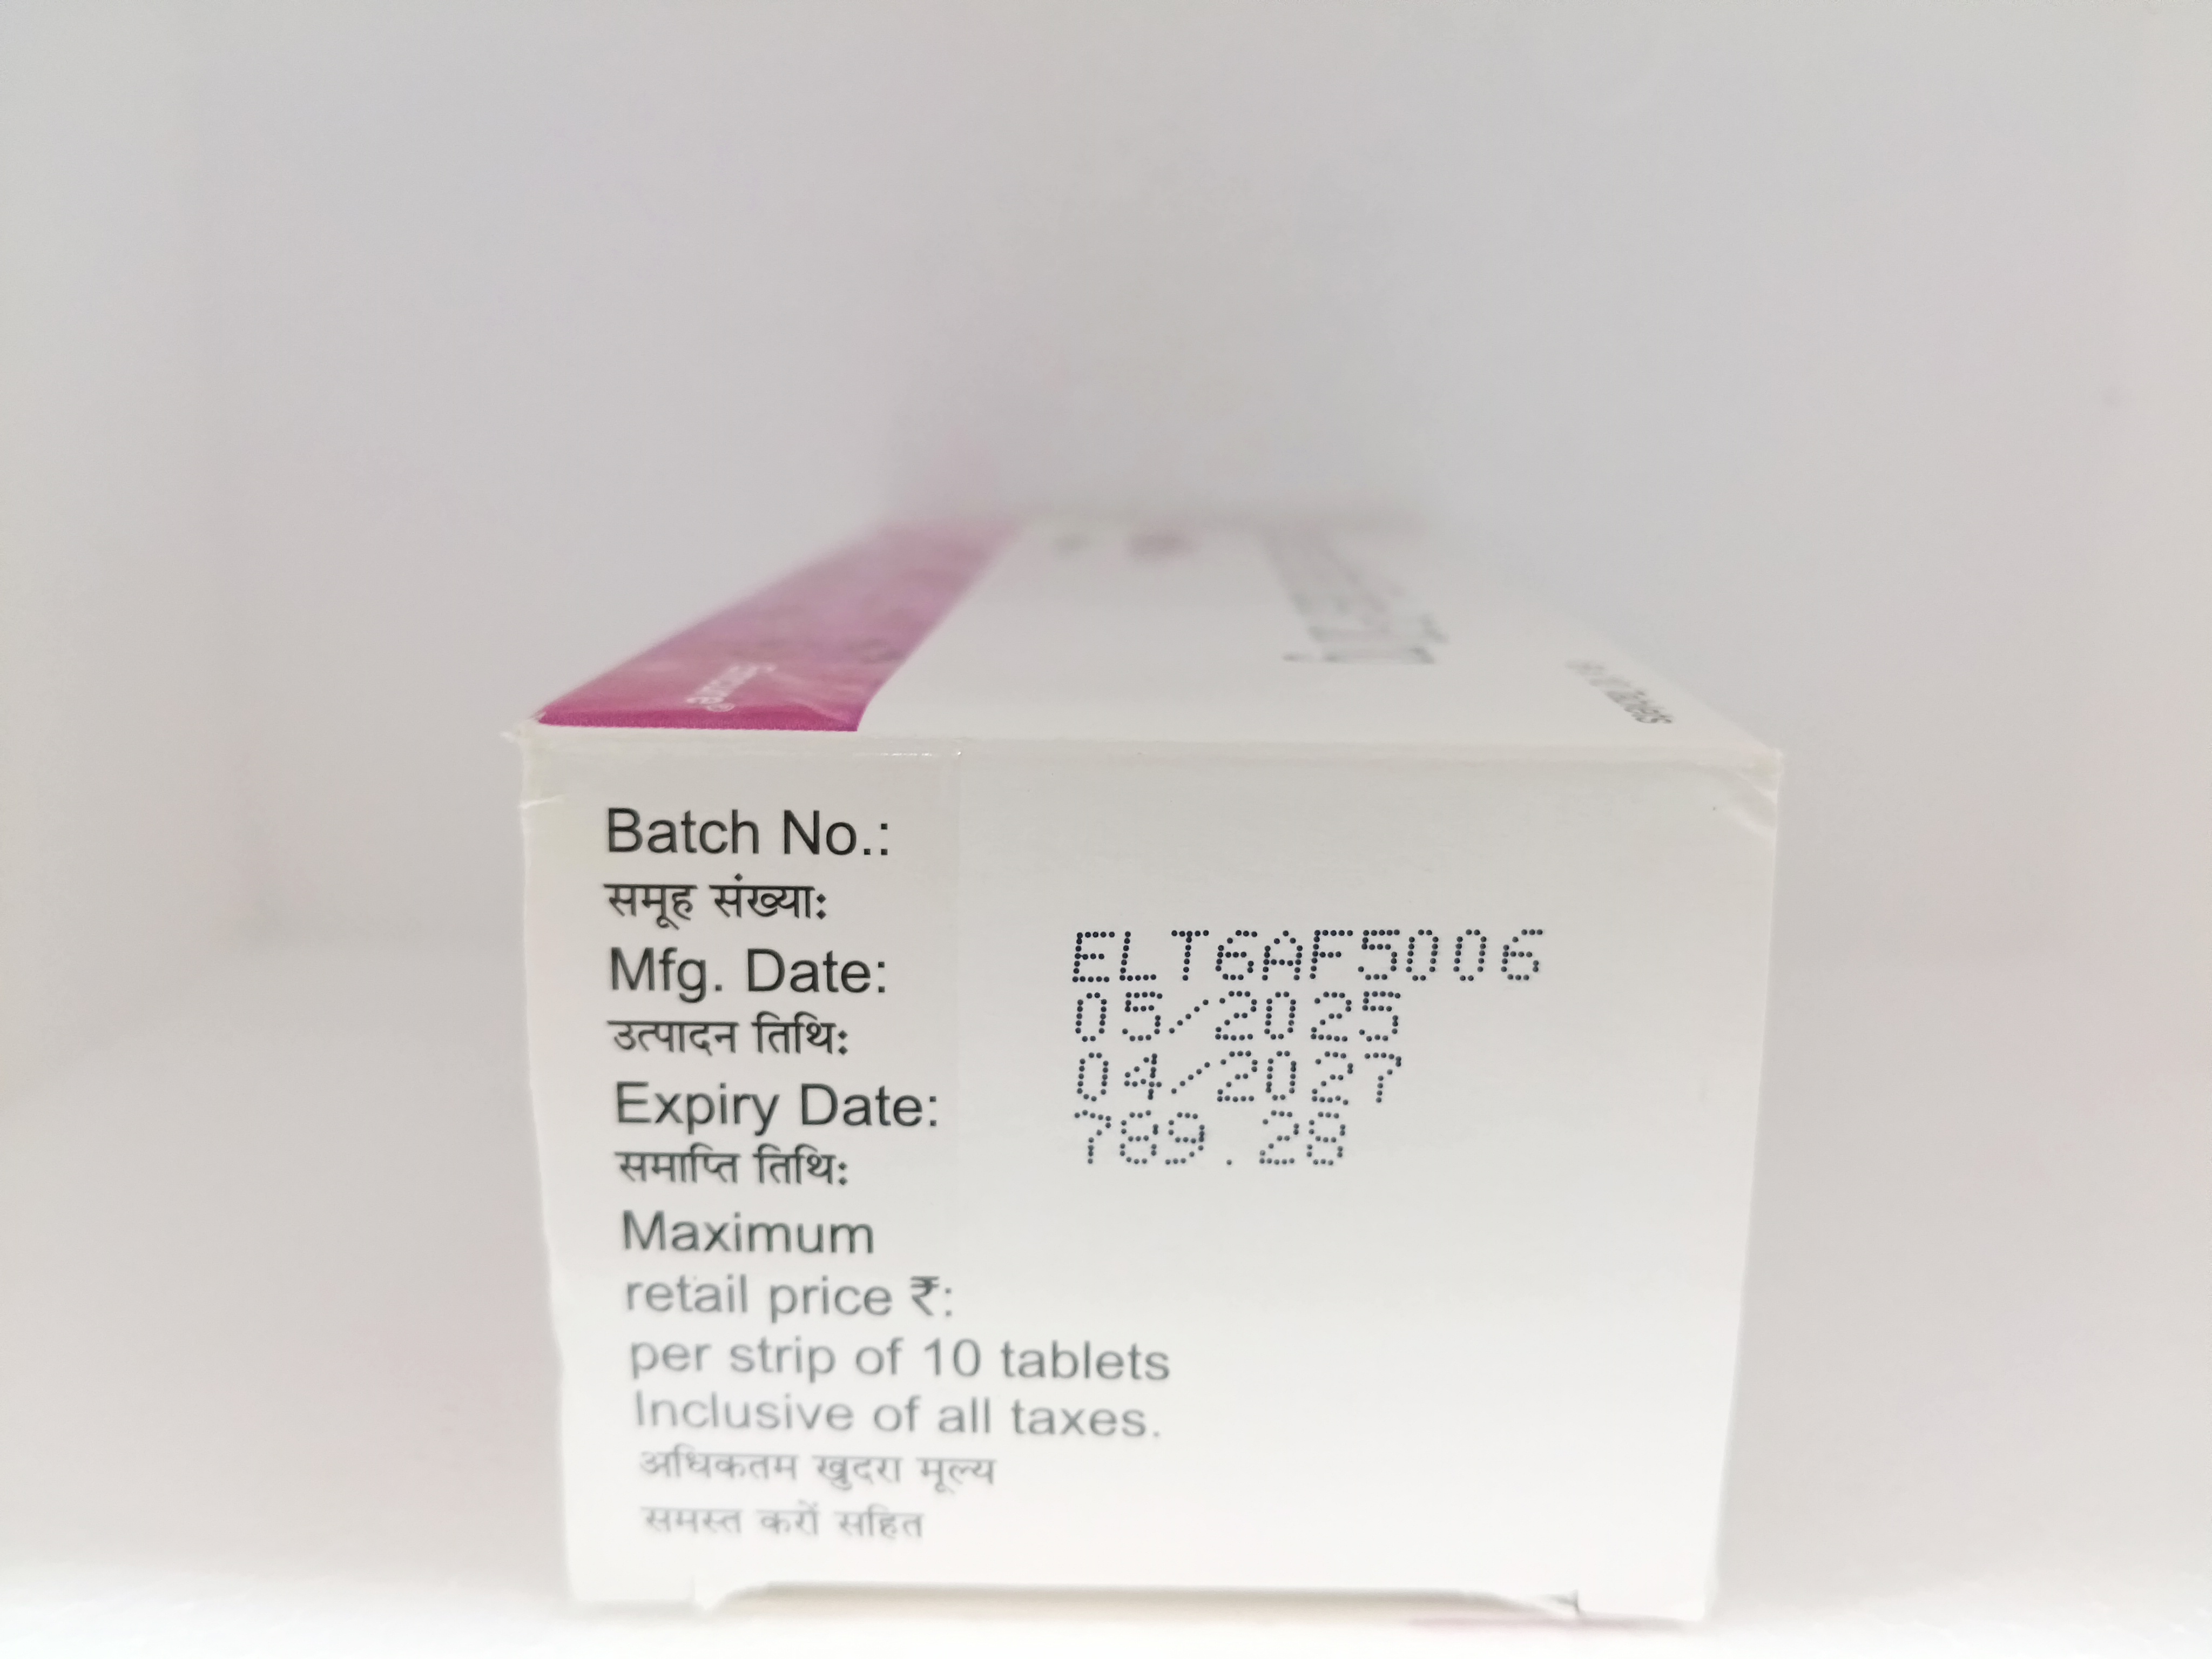 Tablets
Batch No.:
समूह संख्याः
Mfg. Date:
उत्पादन तिथिः
Expiry Date:
समाप्ति तिथिः
Maximum
retail price ₹:
per strip of 10 tablets
Inclusive of all taxes.
अधिकतम खुदरा मूल्य
समस्त करों सहित
ELT6AF5006
05/2025
04/2027
789.28